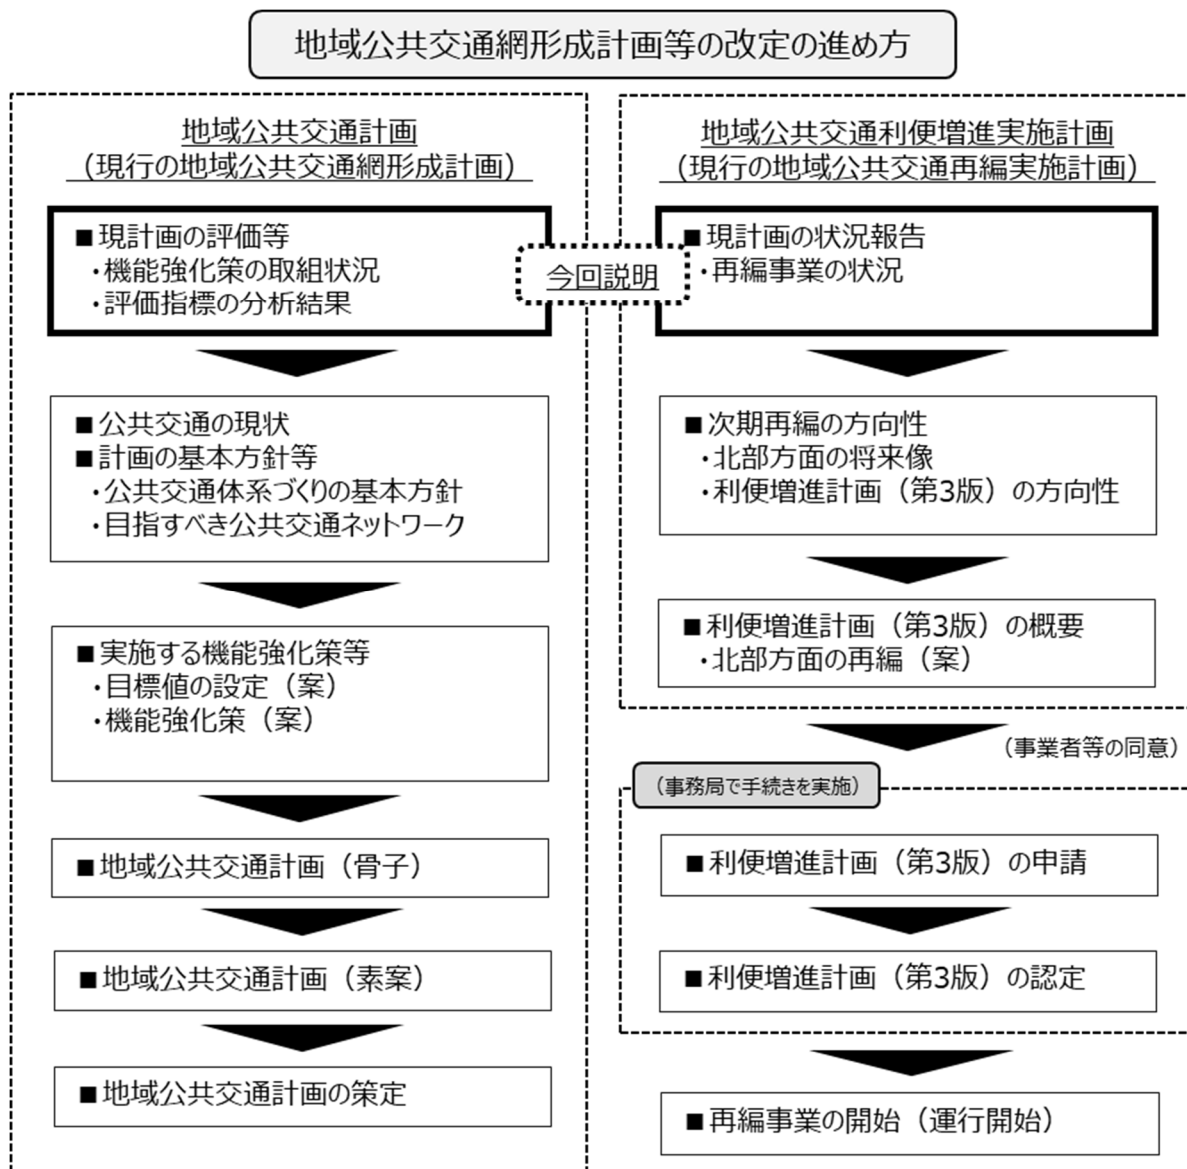 地域公共交通網形成計画等の改定の進め方
地域公共交通計画
（現行の地域公共交通網形成計画）
■現計画の評価等
・機能強化策の取組状況
・評価指標の分析結果
今回説明
■公共交通の現状
■計画の基本方針等
・公共交通体系づくりの基本方針
・目指すべき公共交通ネットワーク
■実施する機能強化策等
・目標値の設定（案）
・機能強化策（案）
■地域公共交通計画（骨子）
■地域公共交通計画（素案）
■地域公共交通計画の策定
地域公共交通利便増進実施計画
（現行の地域公共交通再編実施計画）
■現計画の状況報告
・再編事業の状況
■次期再編の方向性
・北部方面の将来像
・利便増進計画（第3版）の方向性
■利便増進計画（第3版）の概要
・北部方面の再編（案）
（事業者等の同意）
（事務局で手続きを実施）
■利便増進計画（第3版）の申請
■利便増進計画（第3版）の認定
■再編事業の開始（運行開始）